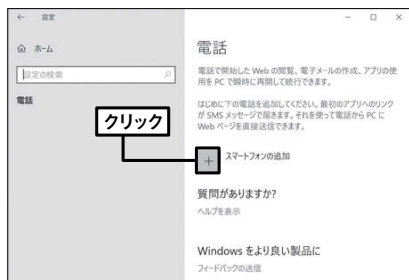 ← 設定
ホーム
設定の検索
電話
クリック
電話
電話で開始した Web の閲覧、電子メールの作成、アプリの使
用を PC で瞬時に再開して続行できます。
はじめに下の電話を追加してください。最初のアプリへのリンク
が SMS メッセージで届きます。それを使って電話から PC に
Web ページを直接送信できます。
+ スマートフォンの追加
質問がありますか?
ヘルプを表示
Windows をより良い製品に
フィードバックの送信